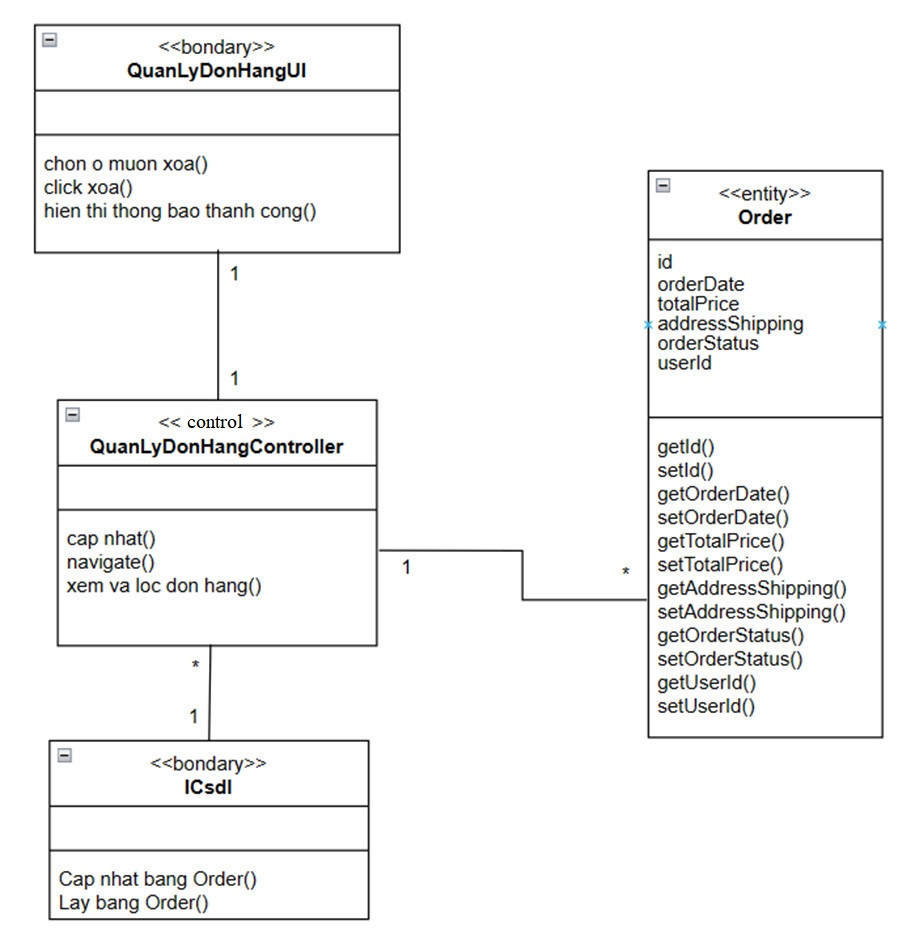 <<bondary>>
QuanLyDonHangUI
chon o muon xoa()
click xoa()
hien thi thong bao thanh cong()
1
1
<< control >>
QuanLyDonHangController
cap nhat()
navigate()
xem va loc don hang()
1
*
*
1
<<bondary>>
ICsdl
Cap nhat bang Order()
Lay bang Order()
<<entity>>
Order
id
orderDate
totalPrice
addressShipping
orderStatus
userId
getId()
setId()
getOrderDate()
setOrderDate()
getTotalPrice()
setTotalPrice()
getAddressShipping()
setAddressShipping()
getOrderStatus()
setOrderStatus()
getUserId()
setUserId()